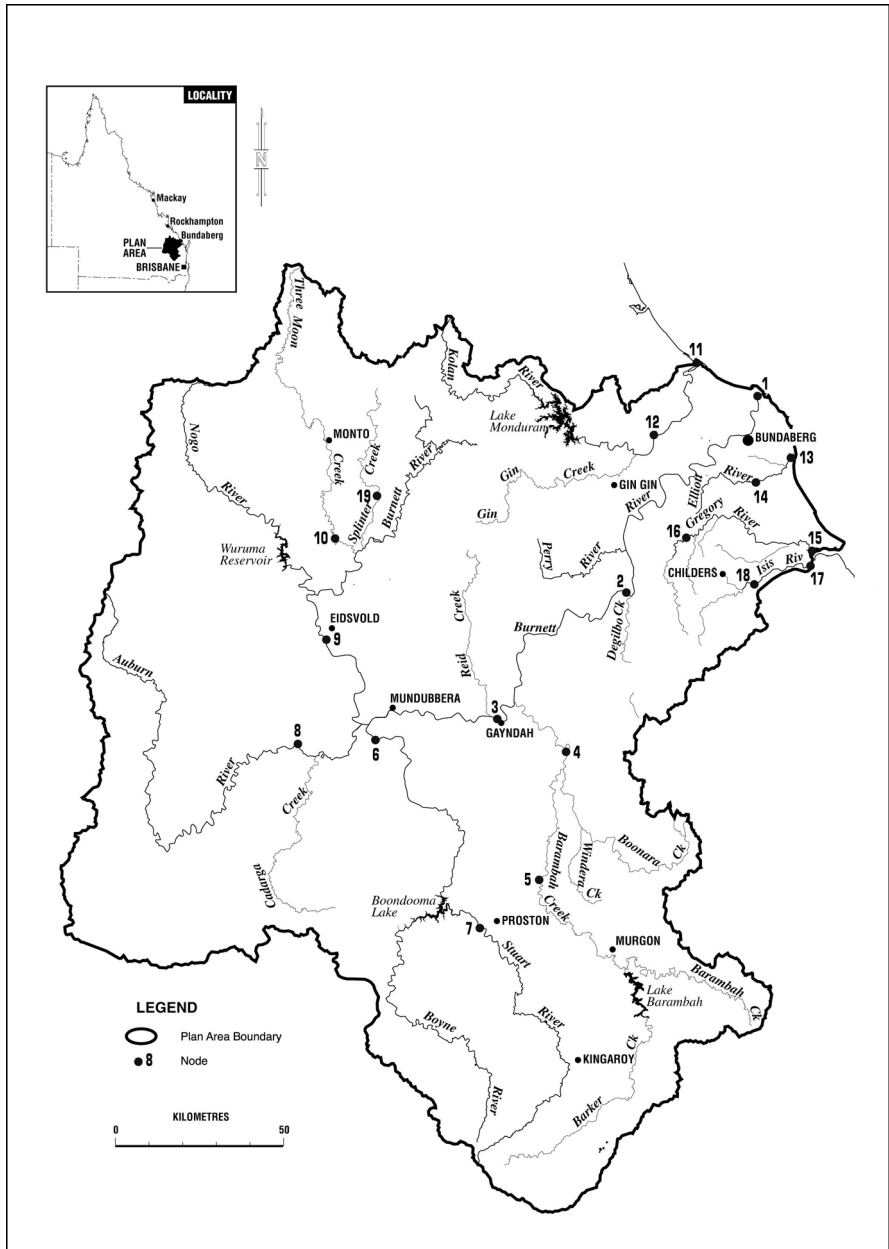 LOCALITY
N
Mackay
Rockhampton
Bundaberg
PLAN
AREA
BRISBANE
Three Moon
Kolan
River
11
1
Lake
Monduran
12
BUNDABERG
Nogo
MONTO
Creek
Creek
River
13
Gin
Creek
GIN GIN
River
Elliott
River
14
19
Splinter
Burnett
Gin
River
Gregory
River
16
10
Wuruma
Reservoir
Perry
River
15
CHILDERS
Isis
Riv
17
18
2
Creek
EIDSVOLD
9
Burnett
Degilbo Ck
Auburn
Reid
MUNDUBBERA
3
GAYNDAH
8
6
4
River
Creek
Barambah
Windera
Ck
Boonara
Ck
5
Cadarga
Creek
Boondooma
Lake
PROSTON
7
MURGON
Stuart
Barambah
Ck
Lake
Barambah
LEGEND
Plan Area Boundary
8 Node
Boyne
River
River
Ck
KINGAROY
Barker
KILOMETRES
0 50